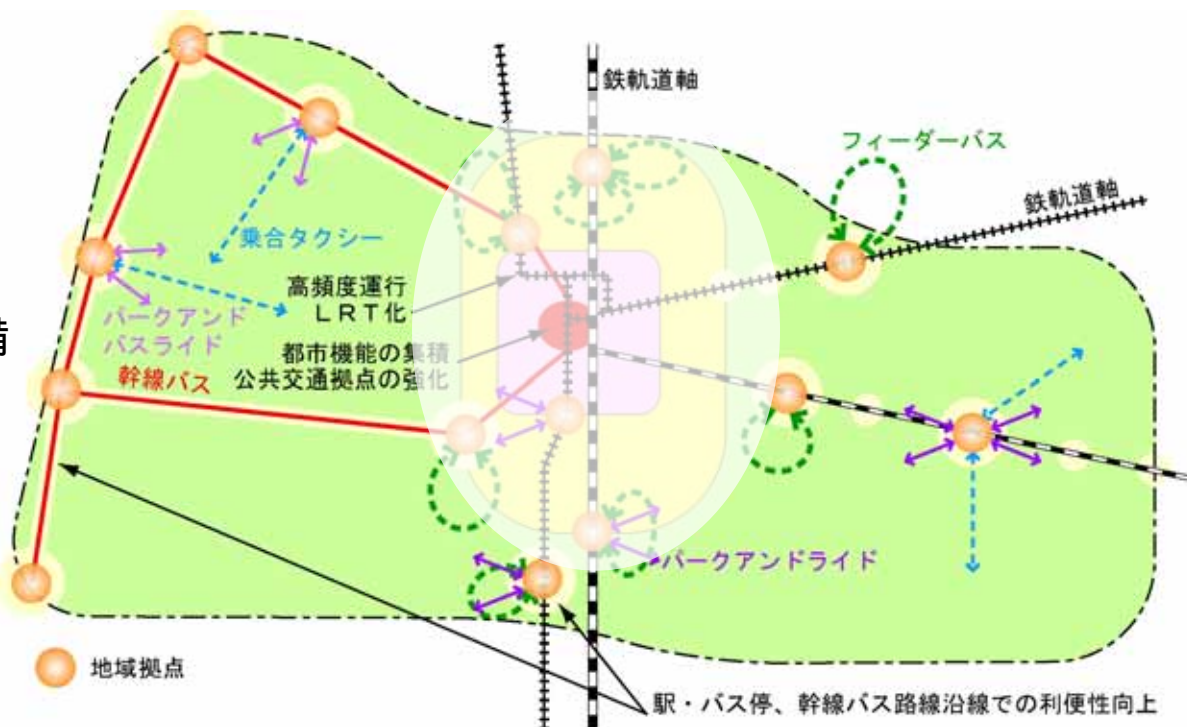 鉄軌道軸
フィーダーバス
鉄軌道軸
乗合タクシー
高頻度運行
LRT化
パークアンド
バスライド
都市機能の集積
公共交通拠点の強化
幹線バス
パークアンドライド
地域拠点
駅・バス停、幹線バス路線沿線での利便性向上